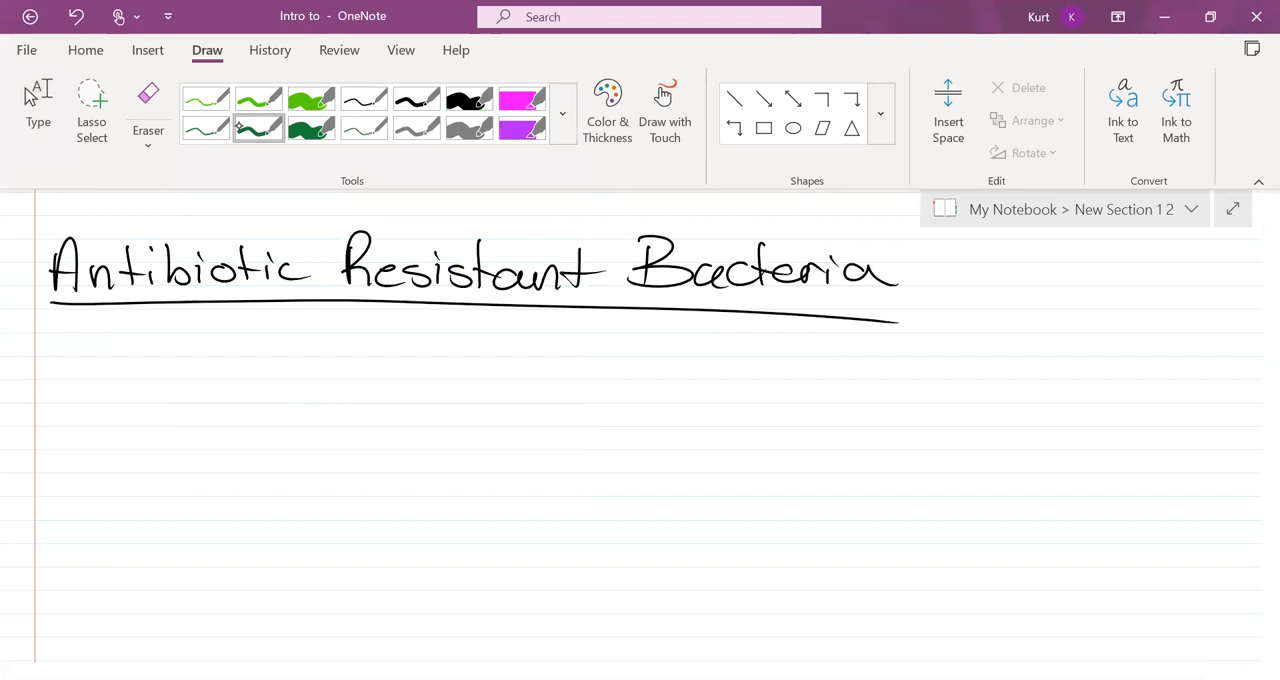 Intro to - OneNote
Search
Kurt K
File Home Insert Draw History Review View Help
Type
Lasso Select
Eraser
Color & Thickness
Draw with Touch
Insert Space
Delete
Arrange
Rotate
Ink to Text
Ink to Math
Tools Shapes Edit Convert
My Notebook > New Section 1 2
Antibiotic Resistant Bacteria